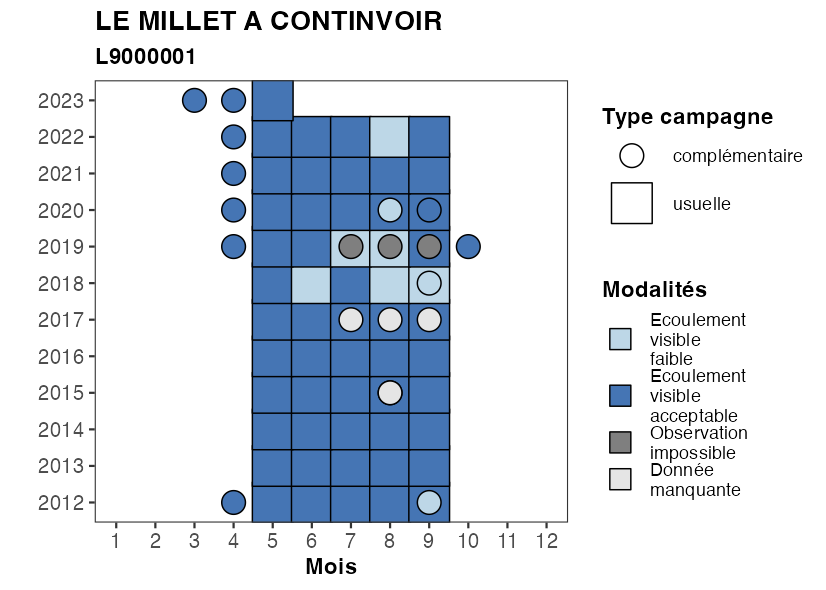 LE MILLET A CONTINVOIR
L9000001
2023
2022
2021
2020
2019
2018
2017
2016
2015
2014
2013
2012
1 2 3 4 5 6 7 8 9 10 11 12
Mois
Type campagne
complémentaire
usuelle
Modalités
Ecoulement
visible
faible
Ecoulement
visible
acceptable
Observation
impossible
Donnée
manquante